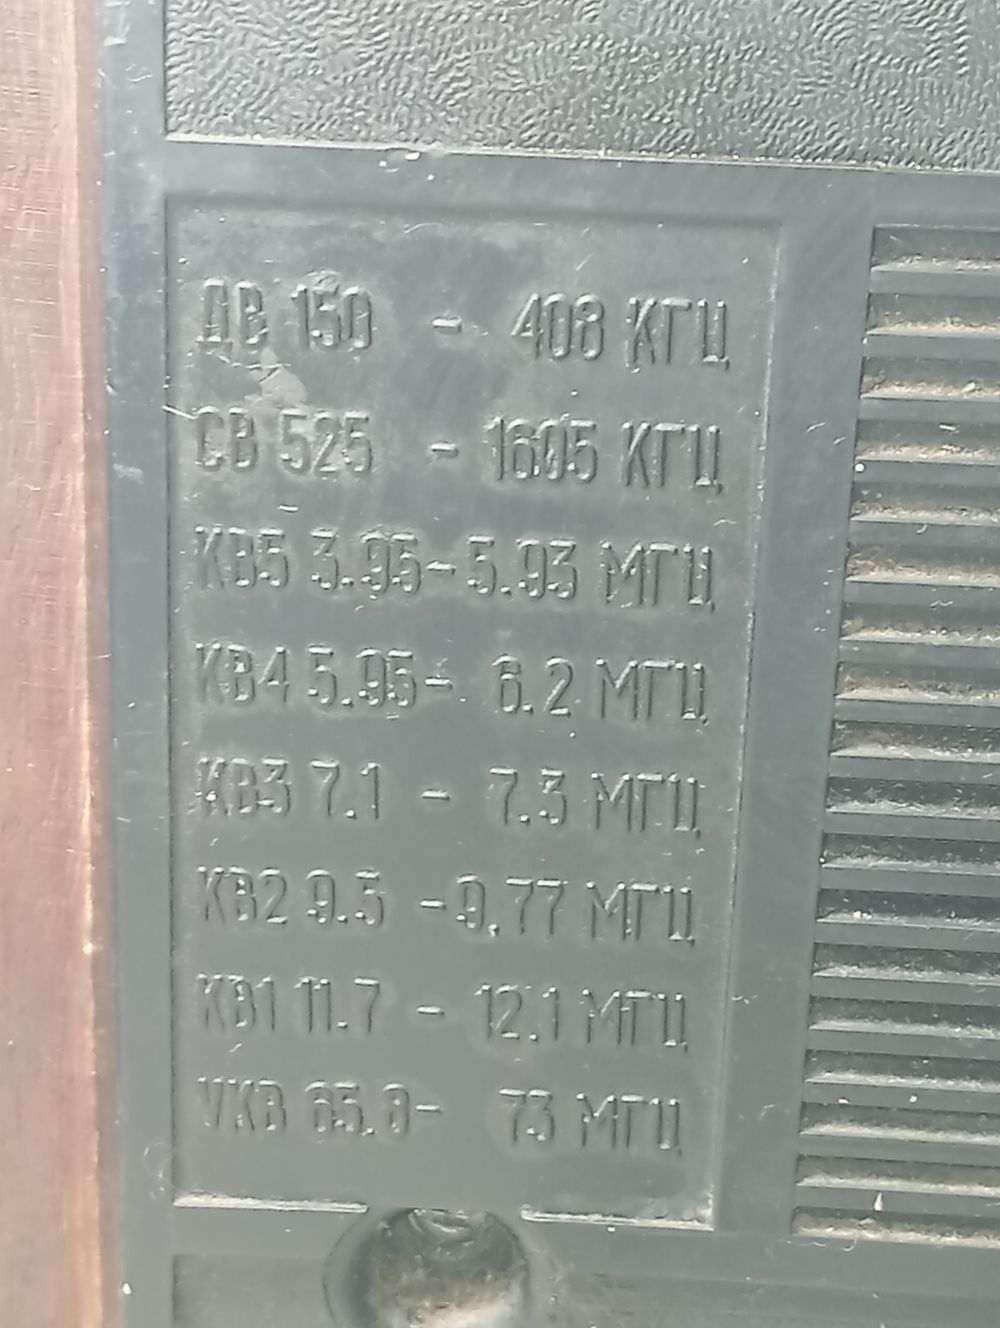 ДВ 150 - 408 КГЦ
СВ 525 - 1605 КГЦ
КВ5 3.95 - 5.93 МГЦ
КВ4 5.95 - 6.2 МГЦ
КВ3 7.1 - 7.3 МГЦ
КВ2 9.5 - 9.77 МГЦ
КВ1 11.7 - 12.1 МГЦ
УКВ 65.8 - 73 МГЦ